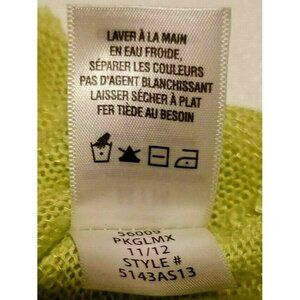 LAVER À LA MAIN
EN EAU FROIDE,
SÉPARER LES COULEURS
PAS D'AGENT BLANCHISSANT
LAISSER SÉCHER À PLAT
FER TIÈDE AU BESOIN
56009
PKGLMX
11/12
STYLE #
5143AS13